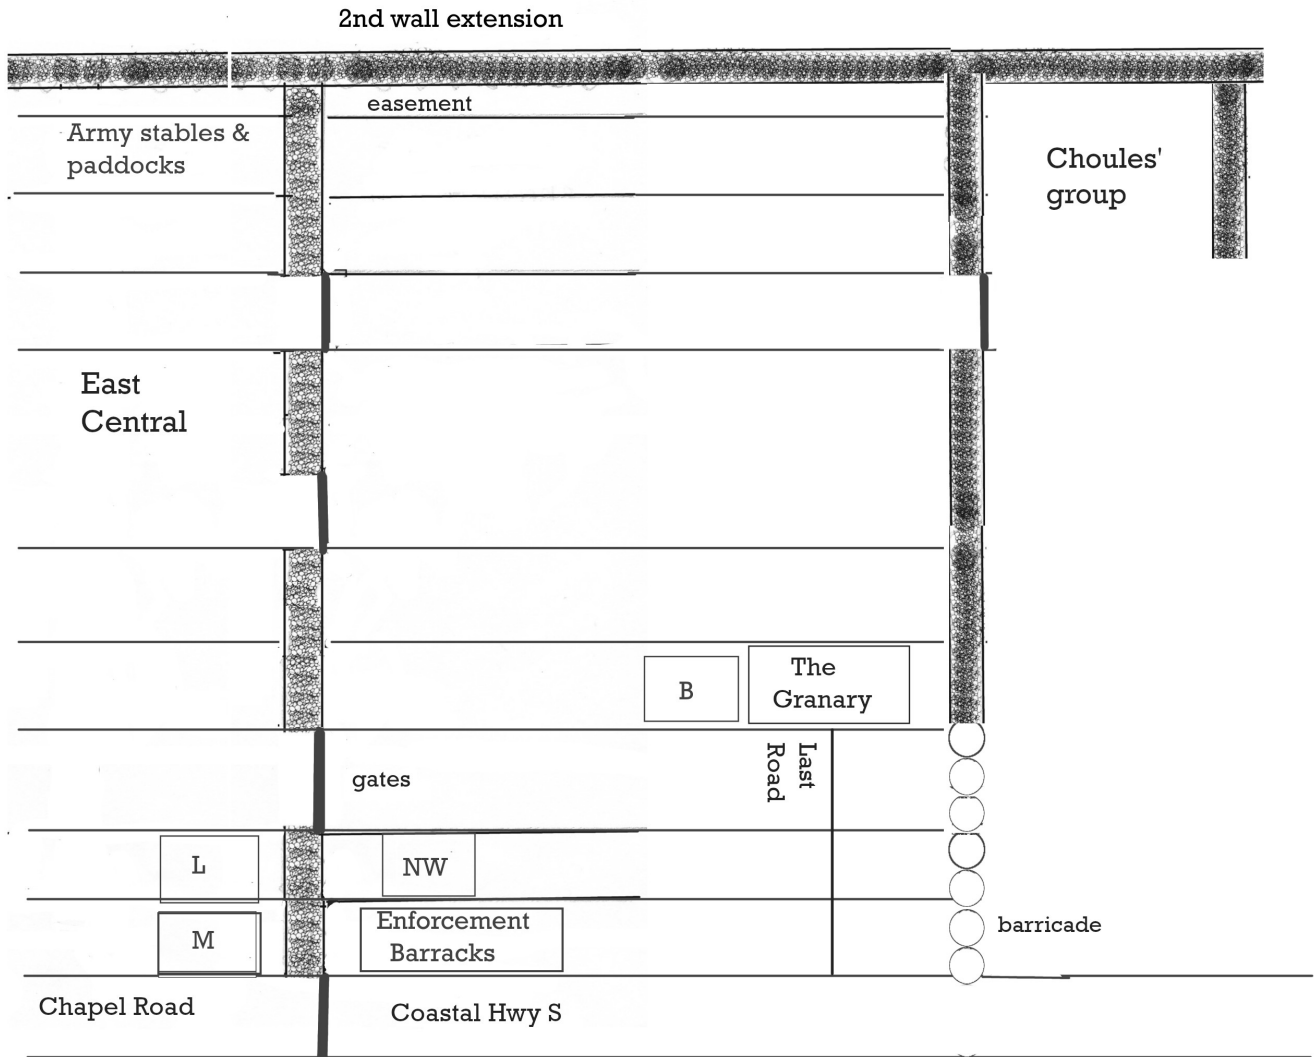 2nd wall extension
easement
Army stables &
paddocks
Choules'
group
East
Central
B
The
Granary
Last
Road
gates
L
NW
M
Enforcement
Barracks
barricade
Chapel Road
Coastal Hwy S